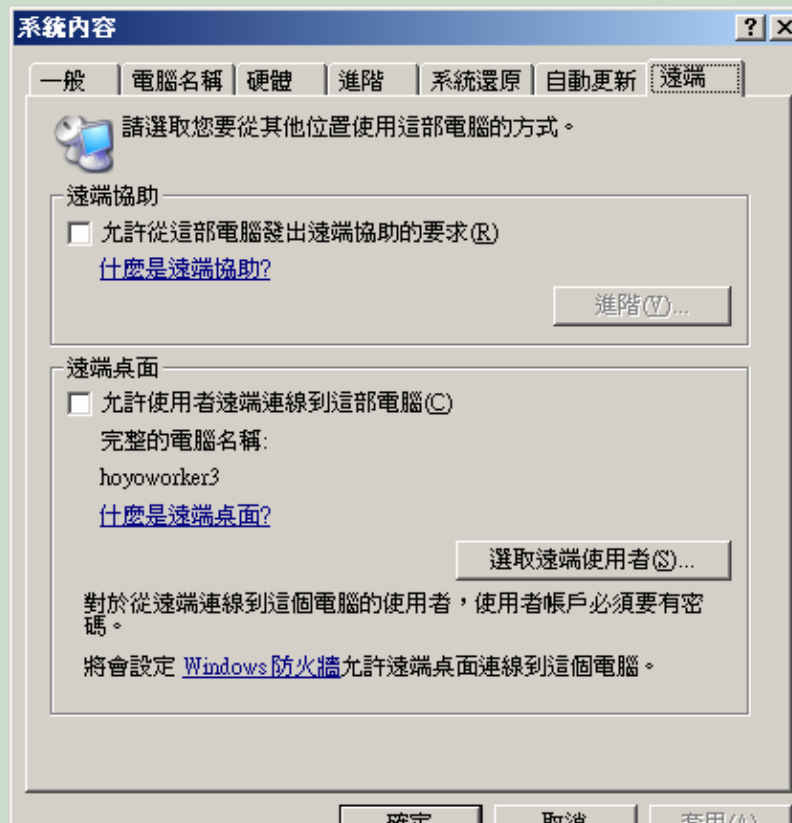 系統內容
一般 電腦名稱 硬體 進階 系統還原 自動更新 遠端
請選取您要從其他位置使用這部電腦的方式。
遠端協助
允許從這部電腦發出遠端協助的要求(R)
什麼是遠端協助?
進階(V)...
遠端桌面
允許使用者遠端連線到這部電腦(C)
完整的電腦名稱:
hoyoworker3
什麼是遠端桌面?
選取遠端使用者(S)...
對於從遠端連線到這個電腦的使用者，使用者帳戶必須要有密
碼。
將會設定 Windows 防火牆允許遠端桌面連線到這個電腦。
確定 取消 套用(A)